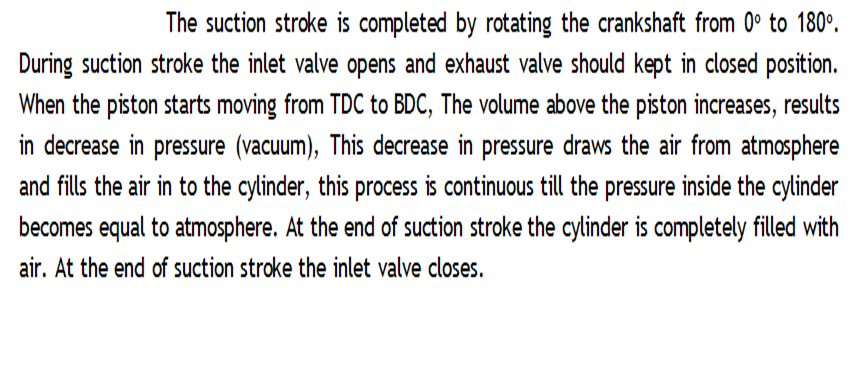 The suction stroke is completed by rotating the crankshaft from 0º to 180º.
During suction stroke the inlet valve opens and exhaust valve should kept in closed position.
When the piston starts moving from TDC to BDC, The volume above the piston increases, results
in decrease in pressure (vacuum), This decrease in pressure draws the air from atmosphere
and fills the air in to the cylinder, this process is continuous till the pressure inside the cylinder
becomes equal to atmosphere. At the end of suction stroke the cylinder is completely filled with
air. At the end of suction stroke the inlet valve closes.